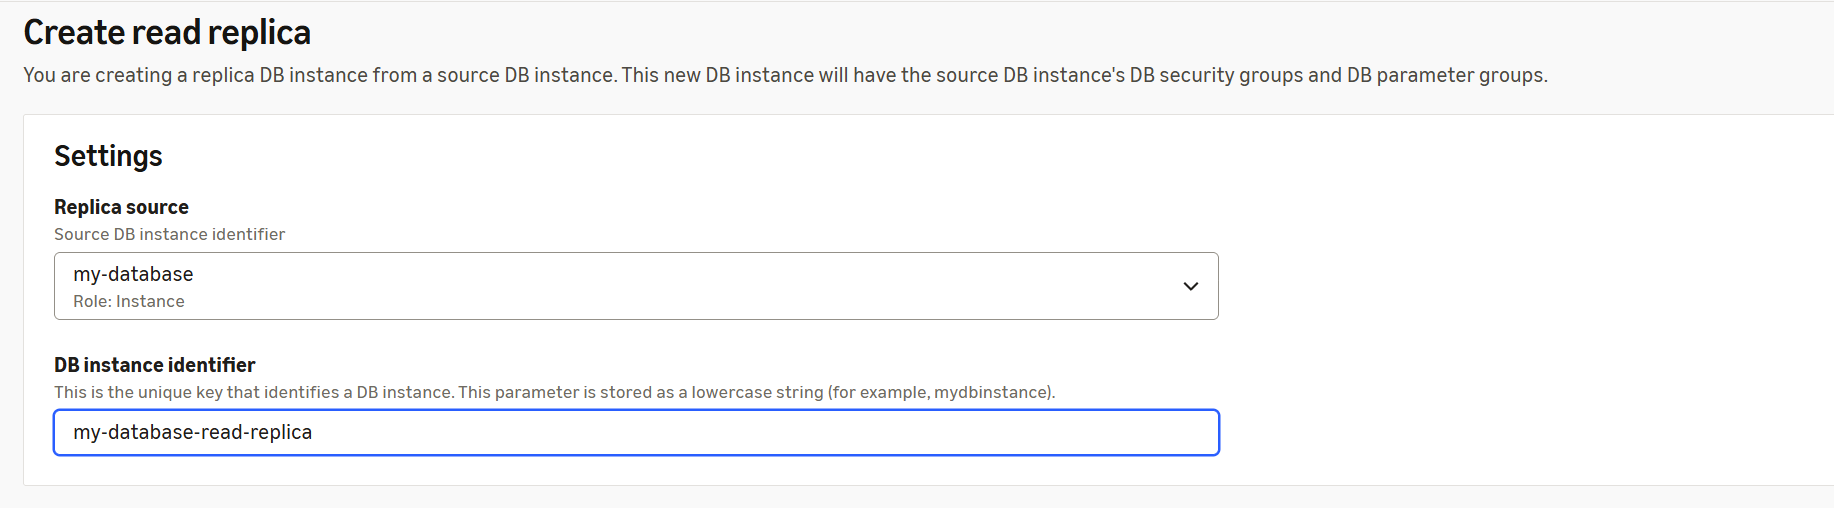 Create read replica
You are creating a replica DB instance from a source DB instance. This new DB instance will have the source DB instance's DB security groups and DB parameter groups.
Settings
Replica source
Source DB instance identifier
my-database
Role: Instance
DB instance identifier
This is the unique key that identifies a DB instance. This parameter is stored as a lowercase string (for example, mydbinstance).
my-database-read-replica